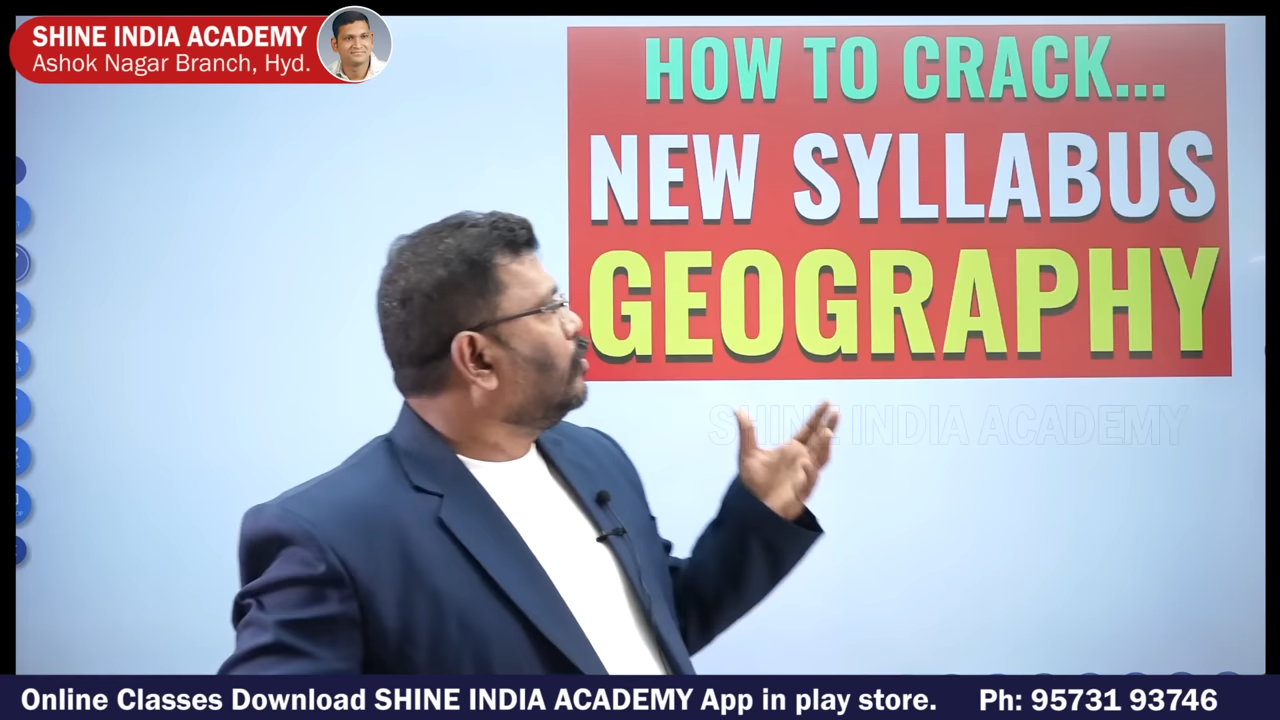 SHINE INDIA ACADEMY
Ashok Nagar Branch, Hyd.
HOW TO CRACK...
NEW SYLLABUS
GEOGRAPHY
SHINE INDIA ACADEMY
Online Classes Download SHINE INDIA ACADEMY App in play store. Ph: 95731 93746